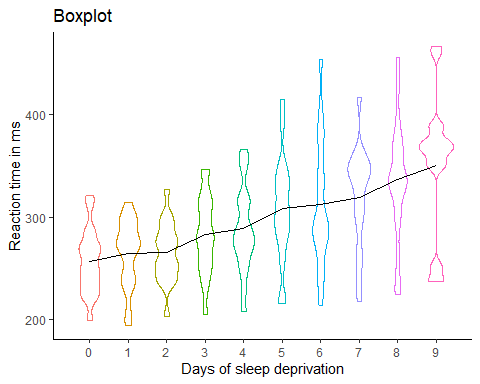 Boxplot
Reaction time in ms
400
300
200
0 1 2 3 4 5 6 7 8 9
Days of sleep deprivation